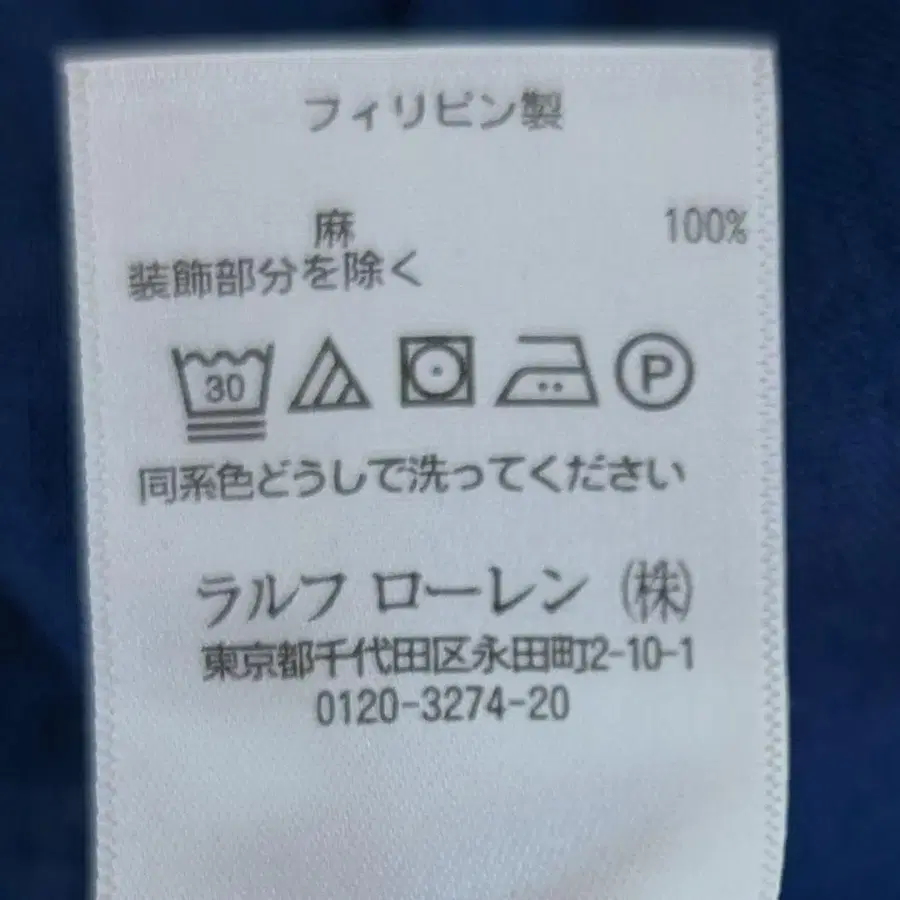 フィリピン製
麻 100%
装飾部分を除く
30 P
同系色どうしで洗ってください
ラルフ ローレン (株)
東京都千代田区永田町2-10-1
0120-3274-20